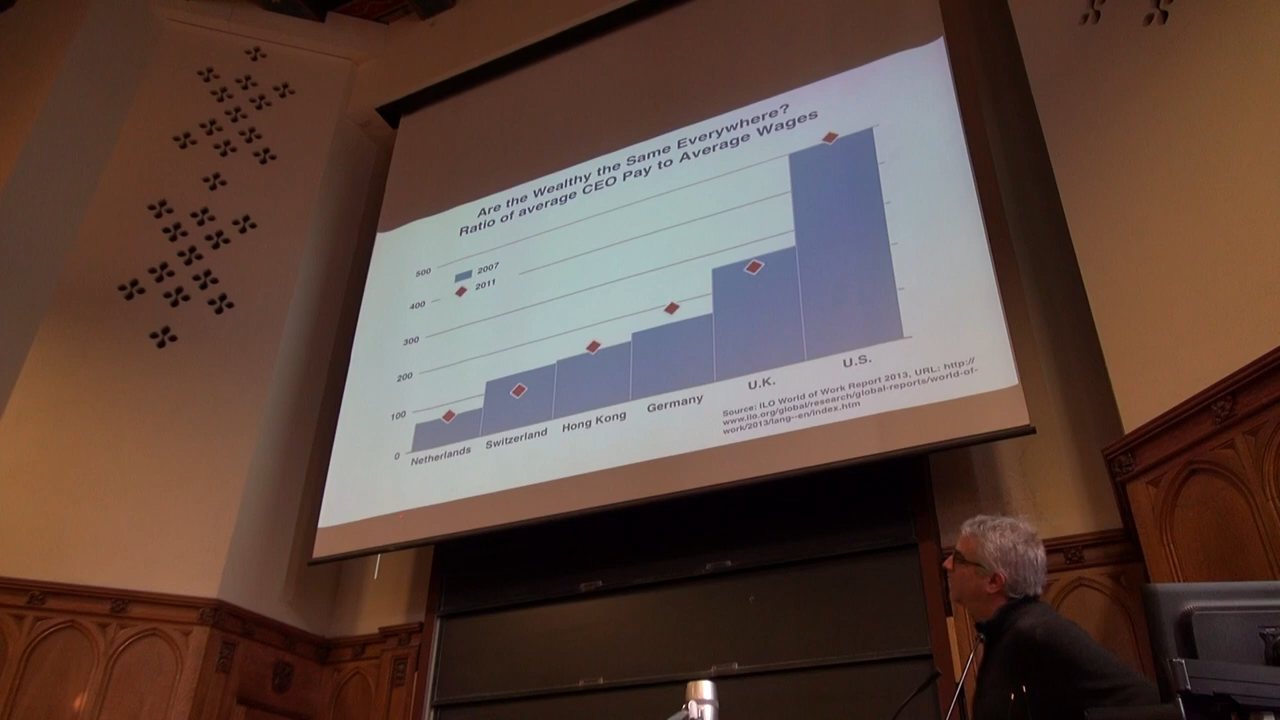 Are the Wealthy the Same Everywhere?
Ratio of average CEO Pay to Average Wages
500
400
300
200
100
0
2007
2011
Netherlands
Switzerland
Hong Kong
Germany
U.K.
U.S.
Source: ILO World of Work Report 2013, URL: http://
www.ilo.org/global/research/global-reports/world-of-
work/2013/lang--en/index.htm